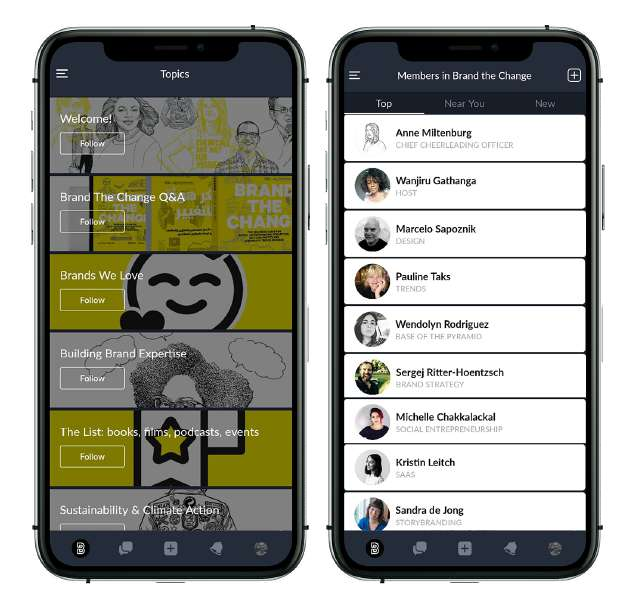 Topics
Welcome!
Follow
Brand The Change Q&A
BRAND
THE
CHANGE
Follow
Brands We Love
Follow
Building Brand Expertise
Follow
The List: books, films, podcasts, events
Follow
Sustainability & Climate Action
B
Members in Brand the Change
Top
Near You
New
Anne Miltenburg
CHIEF CHEERLEADING OFFICER
Wanjiru Gathanga
HOST
Marcelo Sapoznik
DESIGN
Pauline Taks
TRENDS
Wendolyn Rodriguez
BASE OF THE PYRAMID
Sergej Ritter-Hoentzsch
BRAND STRATEGY
Michelle Chakkalackal
SOCIAL ENTREPRENEURSHIP
Kristin Leitch
SAAS
Sandra de Jong
STORYBRANDING
B